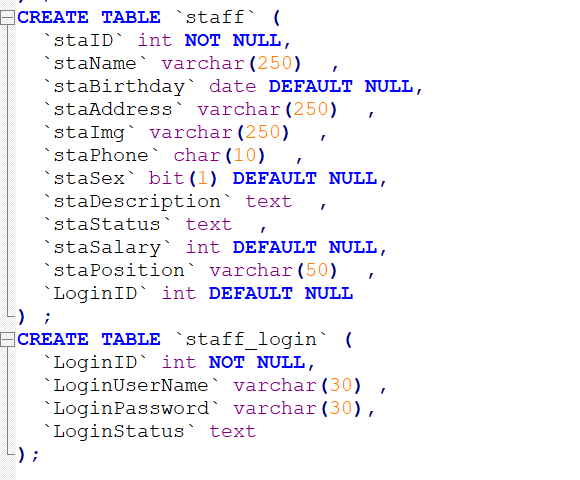 CREATE TABLE `staff` (
`staID` int NOT NULL,
`staName` varchar(250)  ,
`staBirthday` date DEFAULT NULL,
`staAddress` varchar(250)  ,
`staImg` varchar(250)  ,
`staPhone` char(10)  ,
`staSex` bit(1) DEFAULT NULL,
`staDescription` text  ,
`staStatus` text  ,
`staSalary` int DEFAULT NULL,
`staPosition` varchar(50)  ,
`LoginID` int DEFAULT NULL
) ;
CREATE TABLE `staff_login` (
`LoginID` int NOT NULL,
`LoginUserName` varchar(30) ,
`LoginPassword` varchar(30),
`LoginStatus` text
);